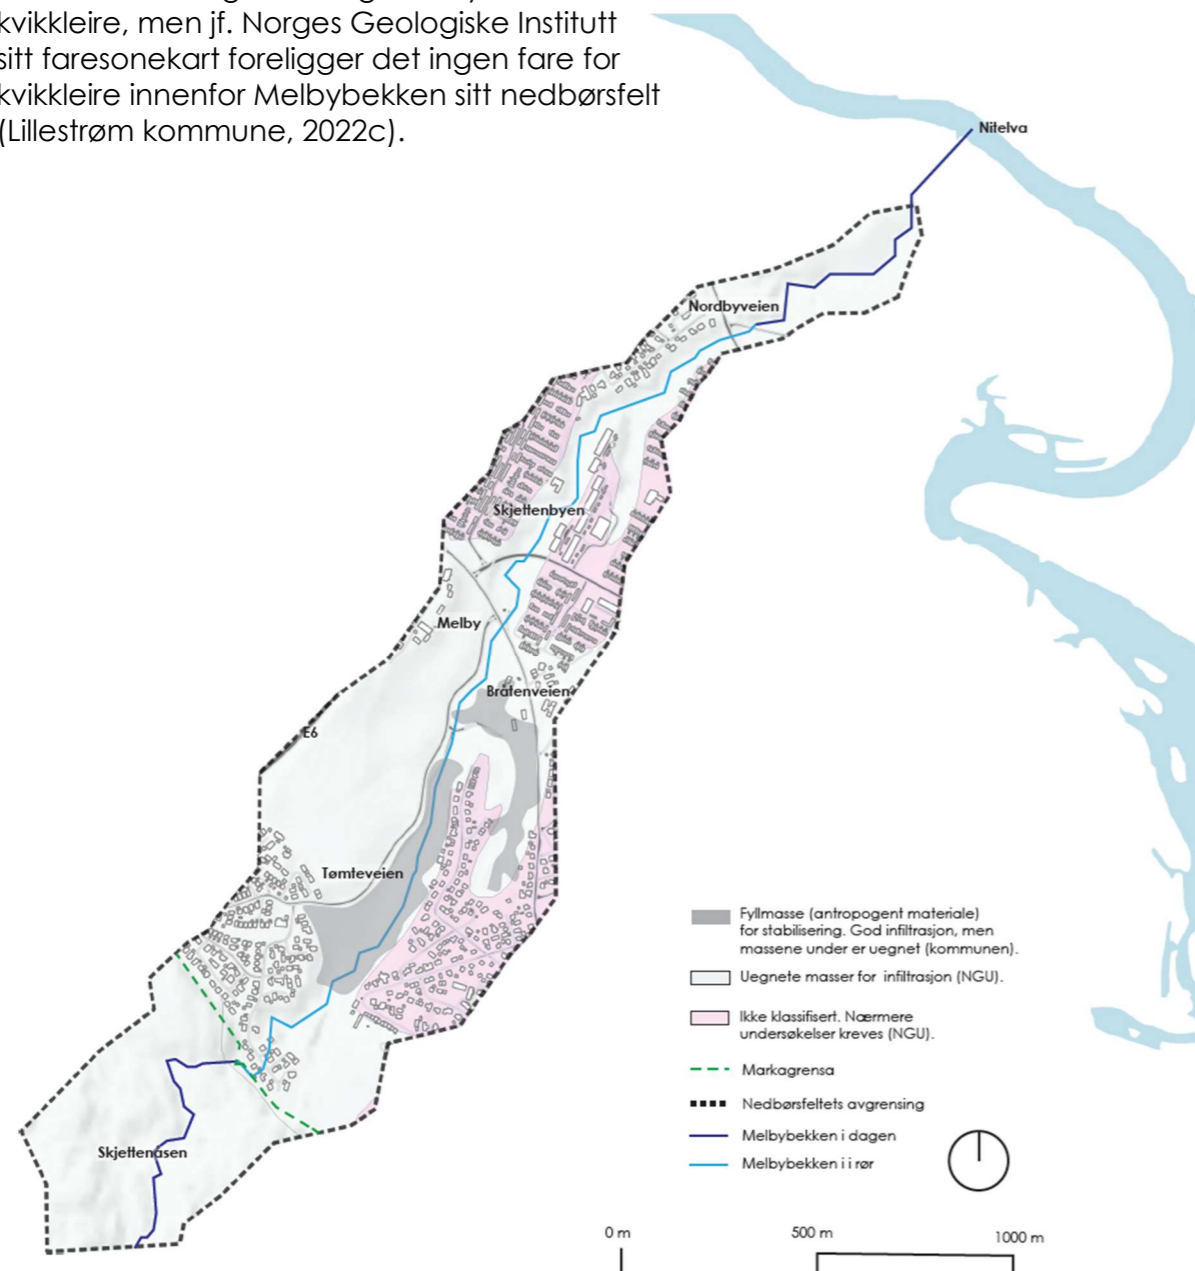 kvikkleire, men jf. Norges Geologiske Institutt
sitt faresonekart foreligger det ingen fare for
kvikkleire innenfor Melbybekken sitt nedbørsfelt
(Lillestrøm kommune, 2022c).
Nitelva
Nordbyveien
Skjettenbyen
Melby
Bråtenveien
E6
Tømteveien
Skjettenåsen
Fyllmasse (antropogent materiale)
for stabilisering. God infiltrasjon, men
massene under er uegnet (kommunen).
Uegnete masser for infiltrasjon (NGU).
Ikke klassifisert. Nærmere
undersøkelser kreves (NGU).
Markagrensa
Nedbørsfeltets avgrensing
Melbybekken i dagen
Melbybekken i i rør
0 m
500 m
1000 m